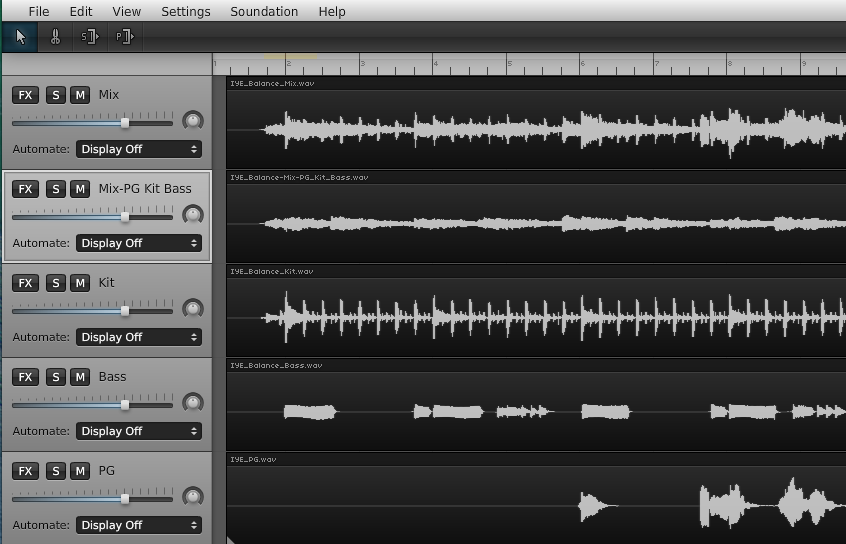 File Edit View Settings Soundation Help
S P
1 2 3 4 5 6 7 8 9
FX S M Mix
Automate: Display Off
IYE_Balance_Mix.wav
FX S M Mix-PG Kit Bass
Automate: Display Off
IYE_Balance-Mix-PG_Kit_Bass.wav
FX S M Kit
Automate: Display Off
IYE_Balance_Kit.wav
FX S M Bass
Automate: Display Off
IYE_Balance_Bass.wav
FX S M PG
Automate: Display Off
IYE_PG.wav